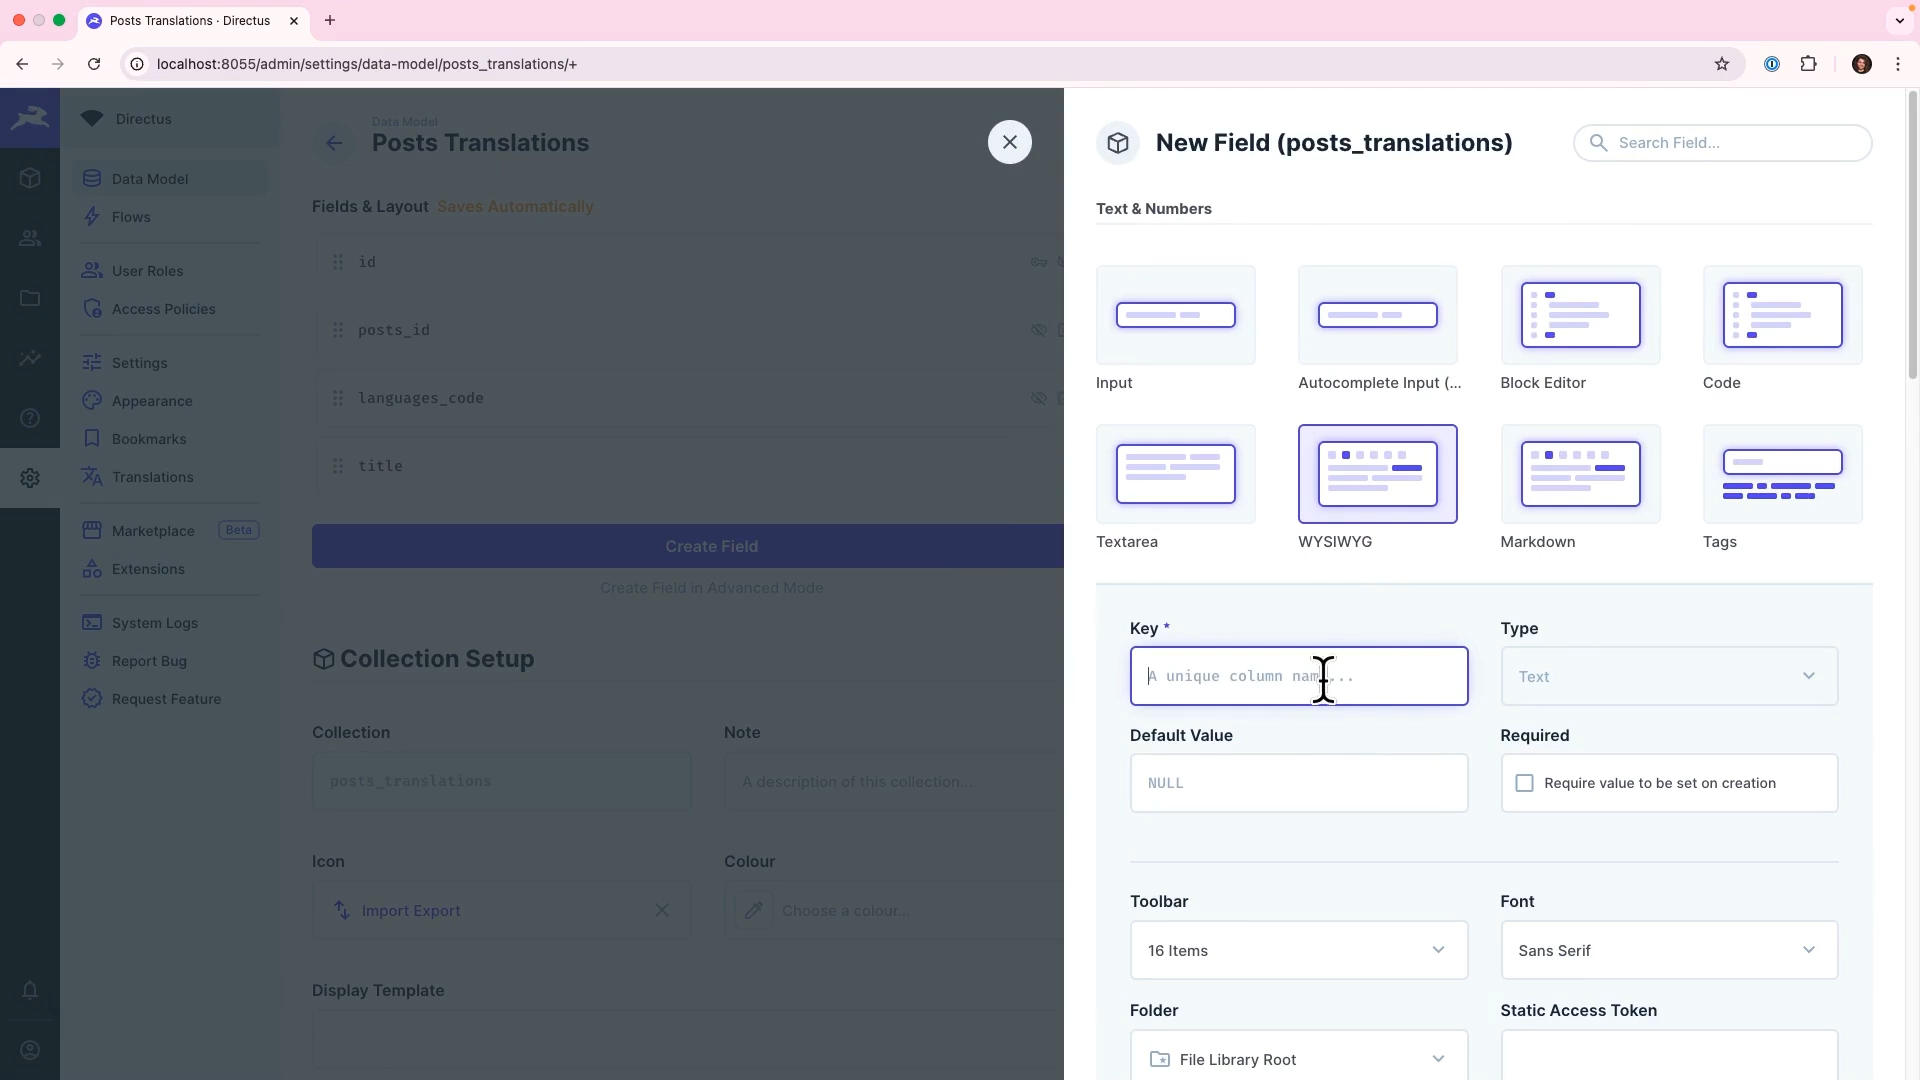 Posts Translations · Directus
localhost:8055/admin/settings/data-model/posts_translations/+
Directus
Data Model
Flows
User Roles
Access Policies
Settings
Appearance
Bookmarks
Translations
Marketplace
Beta
Extensions
System Logs
Report Bug
Request Feature
Data Model
Posts Translations
Fields & Layout Saves Automatically
id
posts_id
languages_code
title
Create Field
Create Field in Advanced Mode
Collection Setup
Collection
Note
posts_translations
A description of this collection...
Icon
Colour
Import Export
Choose a colour...
Display Template
New Field (posts_translations)
Search Field...
Text & Numbers
Input
Autocomplete Input (...
Block Editor
Code
Textarea
WYSIWYG
Markdown
Tags
Key *
Type
A unique column nam...
Text
Default Value
Required
NULL
Require value to be set on creation
Toolbar
Font
16 Items
Sans Serif
Folder
Static Access Token
File Library Root